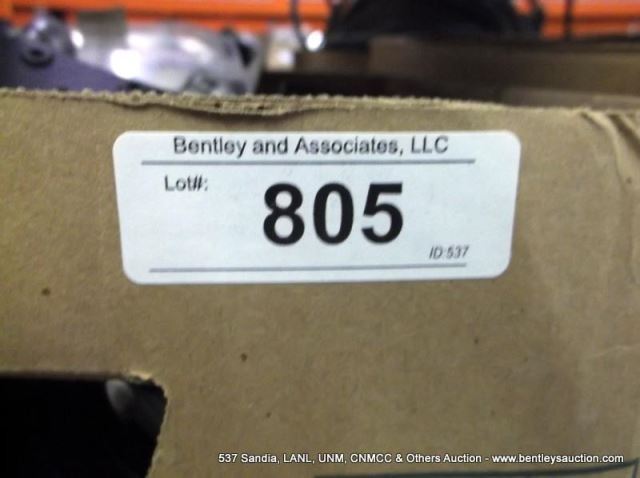 Bentley and Associates, LLC
Lot#:
805
ID:537
537 Sandia, LANL, UNM, CNMCC & Others Auction - www.bentleysauction.com